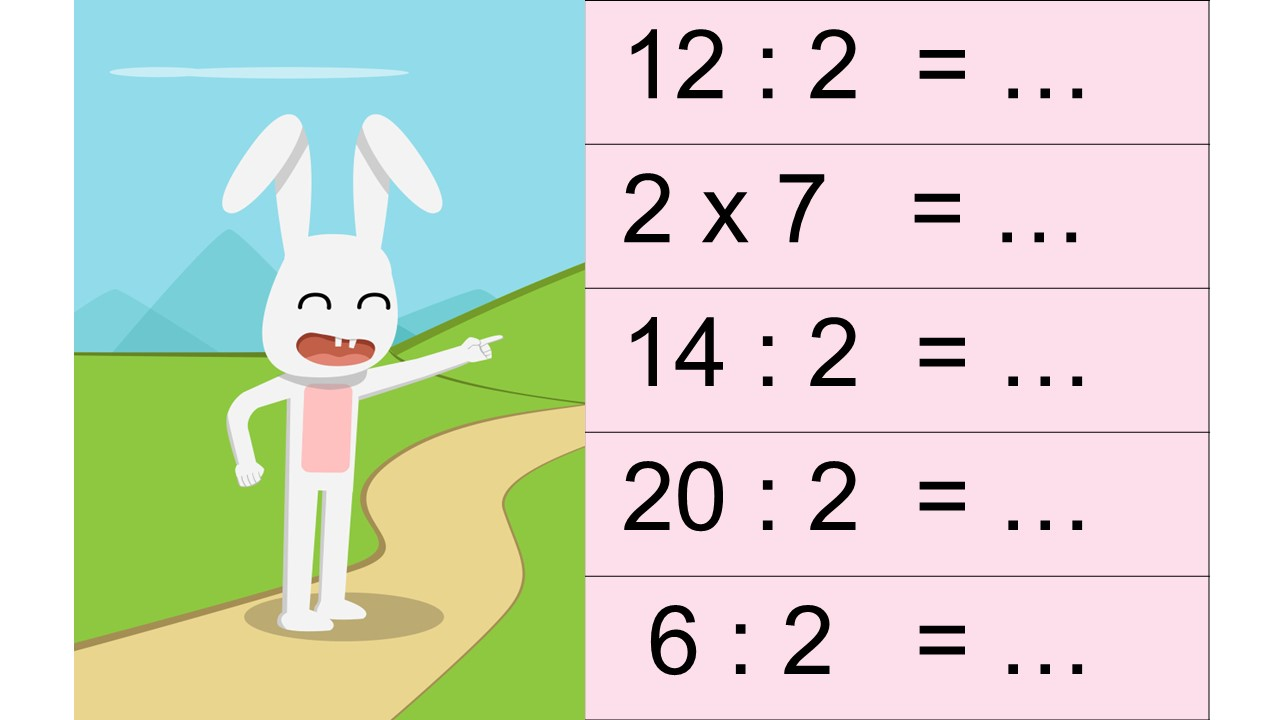 12 : 2 = …
2 x 7 = …
14 : 2 = …
20 : 2 = …
6 : 2 = …